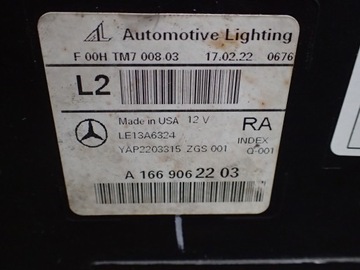 AL Automotive Lighting
F 00H TM7 008 03 17.02.22 0676
L2
Made in USA 12 V RA
LE13A6324 INDEX
YAP2203315 ZGS 001 Q-001
A 166 906 22 03